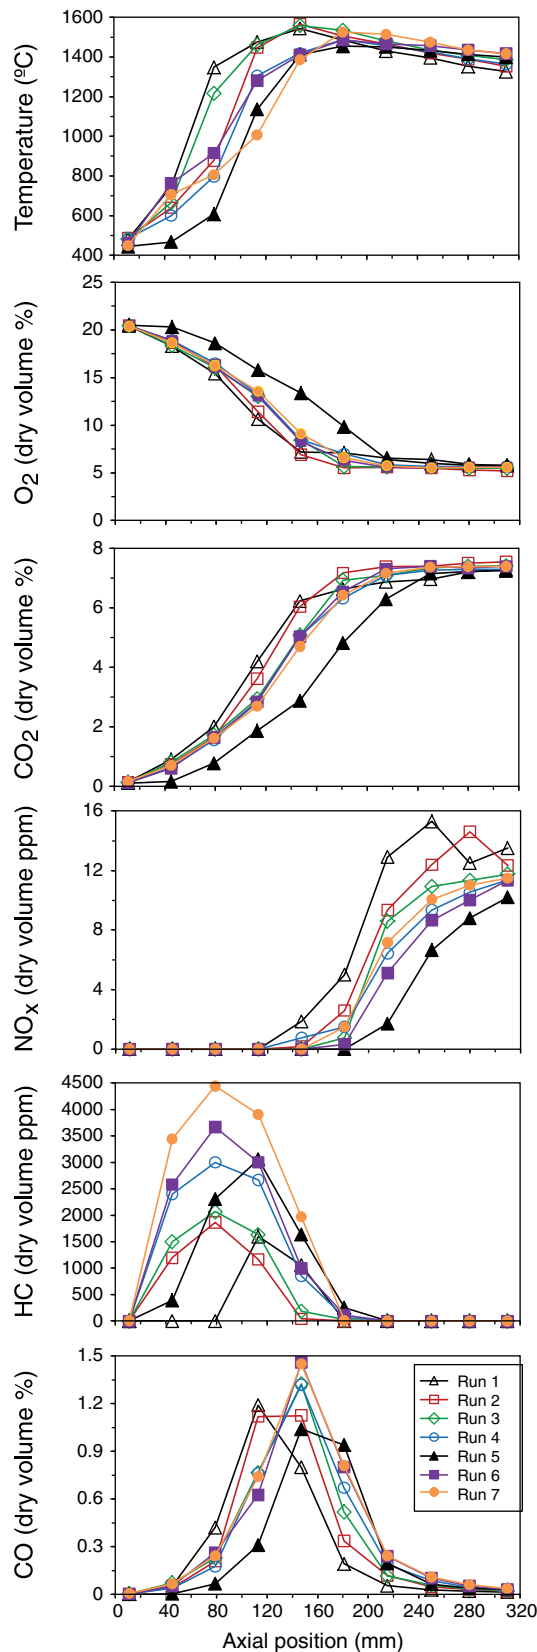 Temperature (ºC)
1600
1400
1200
1000
800
600
400
O2 (dry volume %)
25
20
15
10
5
0
CO2 (dry volume %)
8
6
4
2
0
NOx (dry volume ppm)
16
12
8
4
0
HC (dry volume ppm)
4500
4000
3500
3000
2500
2000
1500
1000
500
0
CO (dry volume %)
1.5
1.2
0.9
0.6
0.3
0
Run 1
Run 2
Run 3
Run 4
Run 5
Run 6
Run 7
0 40 80 120 160 200 240 280 320
Axial position (mm)